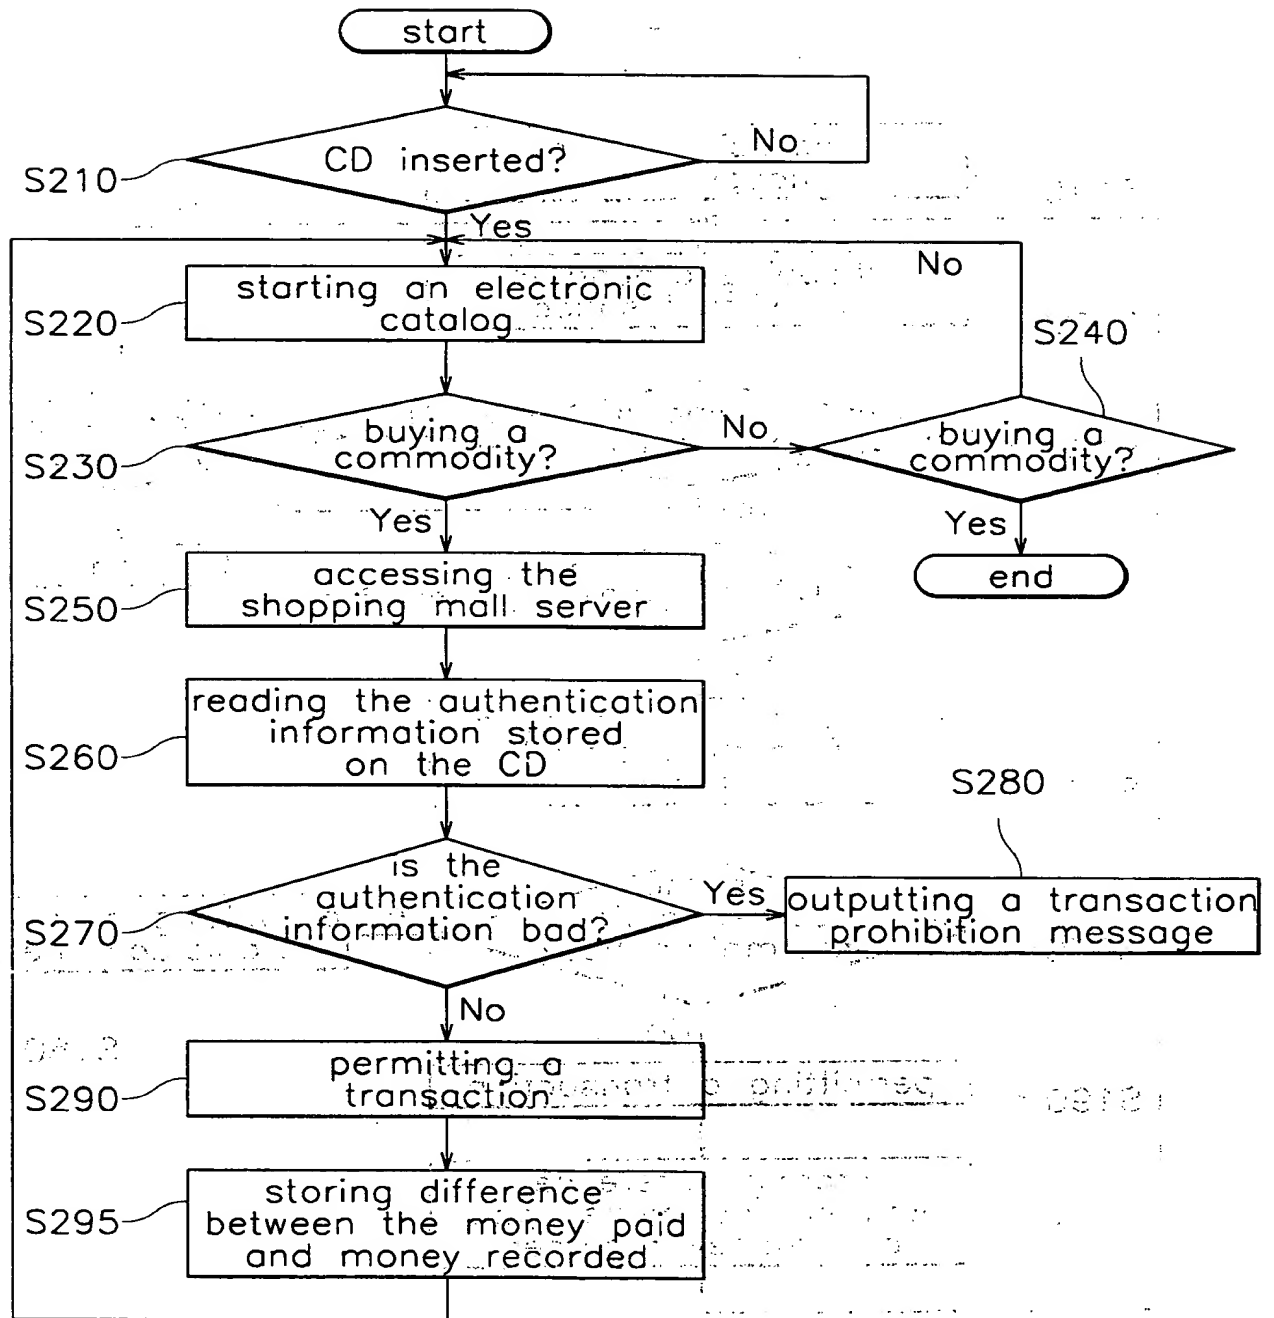 start
CD inserted?
No
S210
Yes
No
starting an electronic
catalog
S220
S240
buying a
commodity?
No
S230
buying a
commodity?
Yes
Yes
end
accessing the
shopping mall server
S250
reading the authentication
information stored
on the CD
S260
S280
is the
authentication
information bad?
Yes
S270
outputting a transaction
prohibition message
No
permitting a
transaction
S290
storing difference
between the money paid
and money recorded
S295